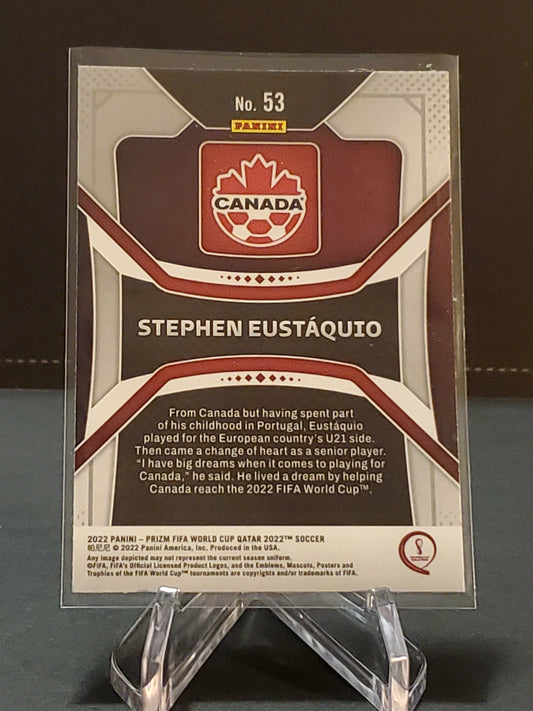 No. 53
PANINI
CANADA
STEPHEN EUSTÁQUIO
From Canada but having spent part
of his childhood in Portugal, Eustáquio
played for the European country's U21 side.
Then came a change of heart as a senior player.
"I have big dreams when it comes to playing for
Canada," he said. He lived a dream by helping
Canada reach the 2022 FIFA World Cup™.
2022 PANINI – PRIZM FIFA WORLD CUP QATAR 2022™ SOCCER
帕尼尼 © 2022 Panini America, Inc. Produced in the USA.
Any image depicted may not represent the current season uniform.
©FIFA, FIFA's Official Licensed Product Logos, and the Emblems, Mascots, Posters and
Trophies of the FIFA World Cup™ tournaments are copyrights and/or trademarks of FIFA.